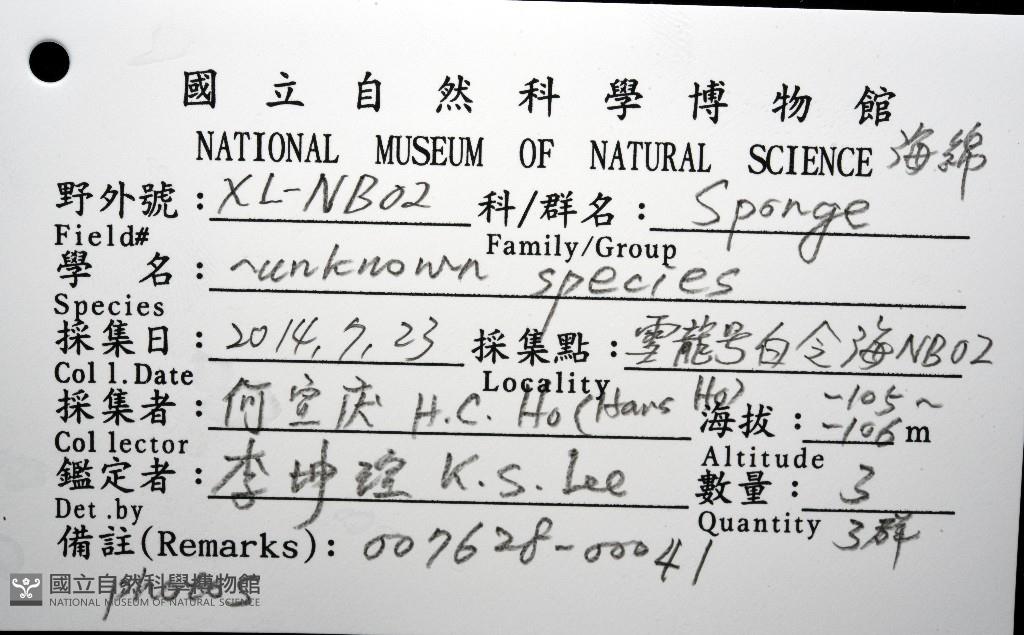 國立自然科學博物館
NATIONAL MUSEUM OF NATURAL SCIENCE 海綿
野外號: XL-NB02 科/群名: Sponge
Field# Family/Group
學 名: ~unknown species
Species
採集日: 2014.7.23 採集點: 雪龍号白令海NB02
Coll.Date Locality
採集者: 何宣庆 H.C. Ho (Hans Ho) 海拔: -105~-106 m
Collector Altitude
鑑定者: 李坤瑄 K.S. Lee 數量: 3
Det.by Quantity 3群
備註(Remarks): 007628-00041
photos
國立自然科學博物館
NATIONAL MUSEUM OF NATURAL SCIENCE